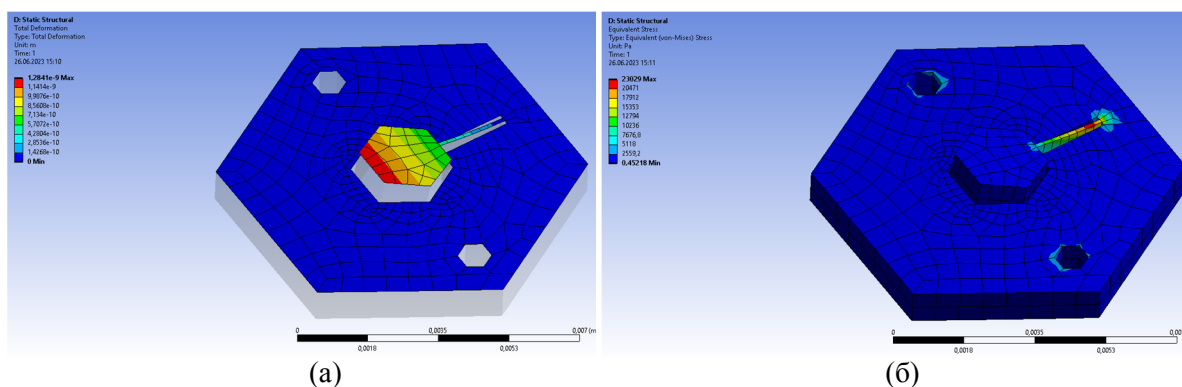 D: Static Structural
Total Deformation
Type: Total Deformation
Unit: m
Time: 1
26.06.2023 15:10
1,2841e-9 Max
1,1414e-9
9,9876e-10
8,5608e-10
7,134e-10
5,7072e-10
4,2804e-10
2,8536e-10
1,4268e-10
0 Min
0
0,0035
0,007 (m
0,0018
0,0053
(а)
D: Static Structural
Equivalent Stress
Type: Equivalent (von-Mises) Stress
Unit: Pa
Time: 1
26.06.2023 15:11
23029 Max
20471
17912
15353
12794
10236
7676,8
5118
2559,2
0,45218 Min
0
0,0035
0,00
0,0018
0,0053
(б)